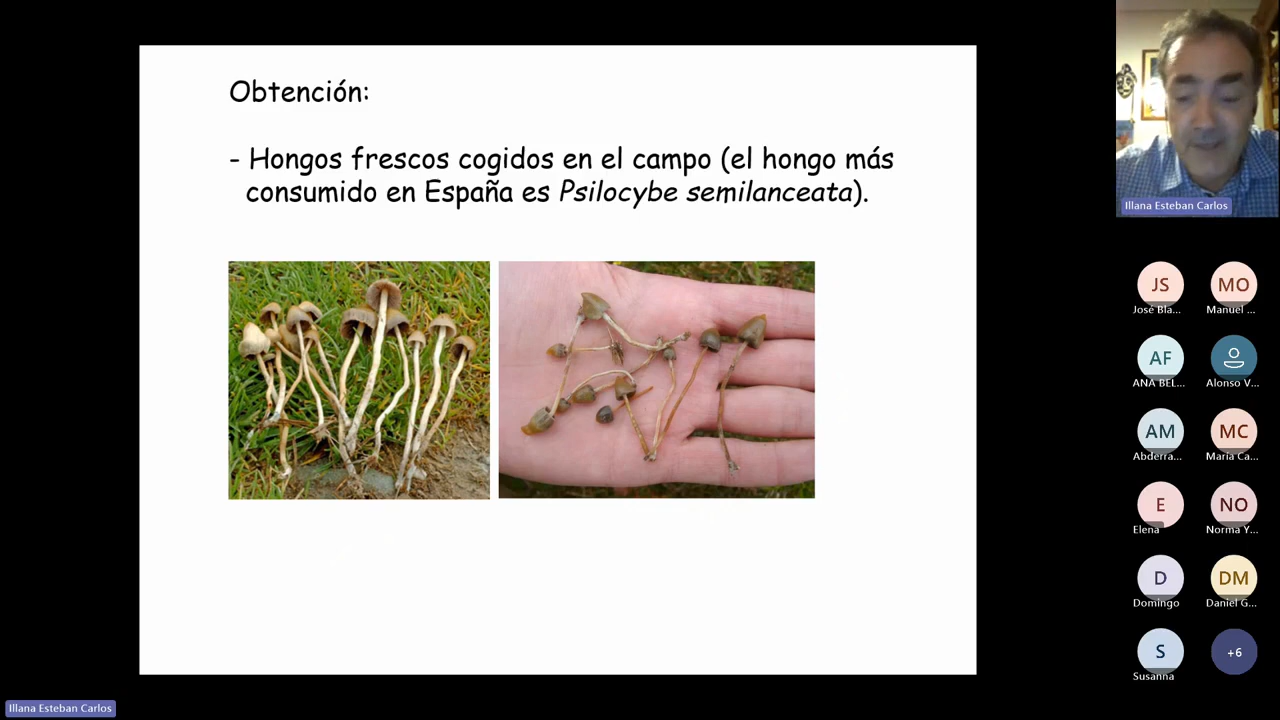 Obtención:
- Hongos frescos cogidos en el campo (el hongo más
consumido en España es Psilocybe semilanceata).
Illana Esteban Carlos
JS
MO
José Bla...
Manuel ...
AF
ANA BEL...
Alonso V...
AM
MC
Abderra...
María Ca...
E
NO
Elena
Norma Y...
D
DM
Domingo
Daniel G...
S
+6
Susanna
Illana Esteban Carlos